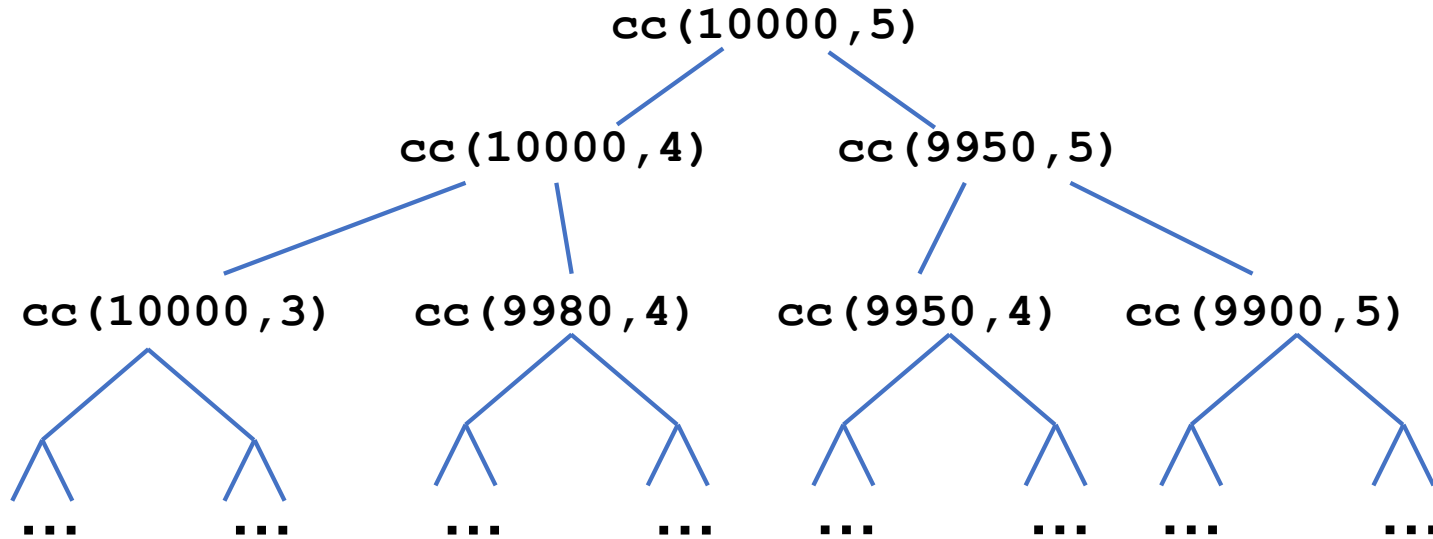 cc(10000,5)
cc(10000,4) cc(9950,5)
cc(10000,3) cc(9980,4) cc(9950,4) cc(9900,5)
... ... ... ... ... ... ... ...